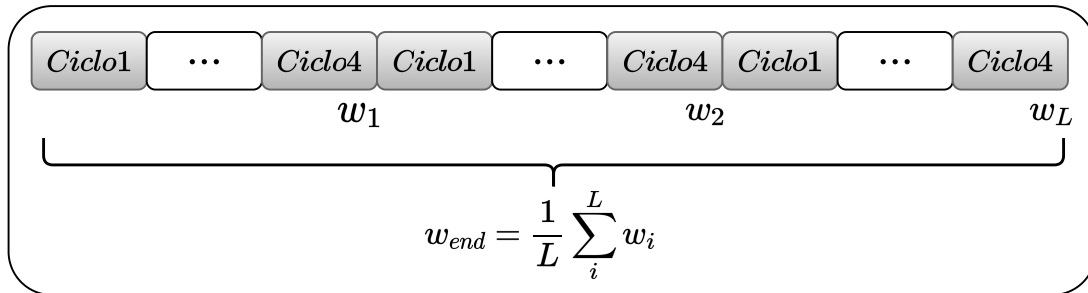 Ciclo1 ... Ciclo4 Ciclo1 ... Ciclo4 Ciclo1 ... Ciclo4
w_1 w_2 w_L
w_{end} = \frac{1}{L} \sum_{i}^{L} w_i